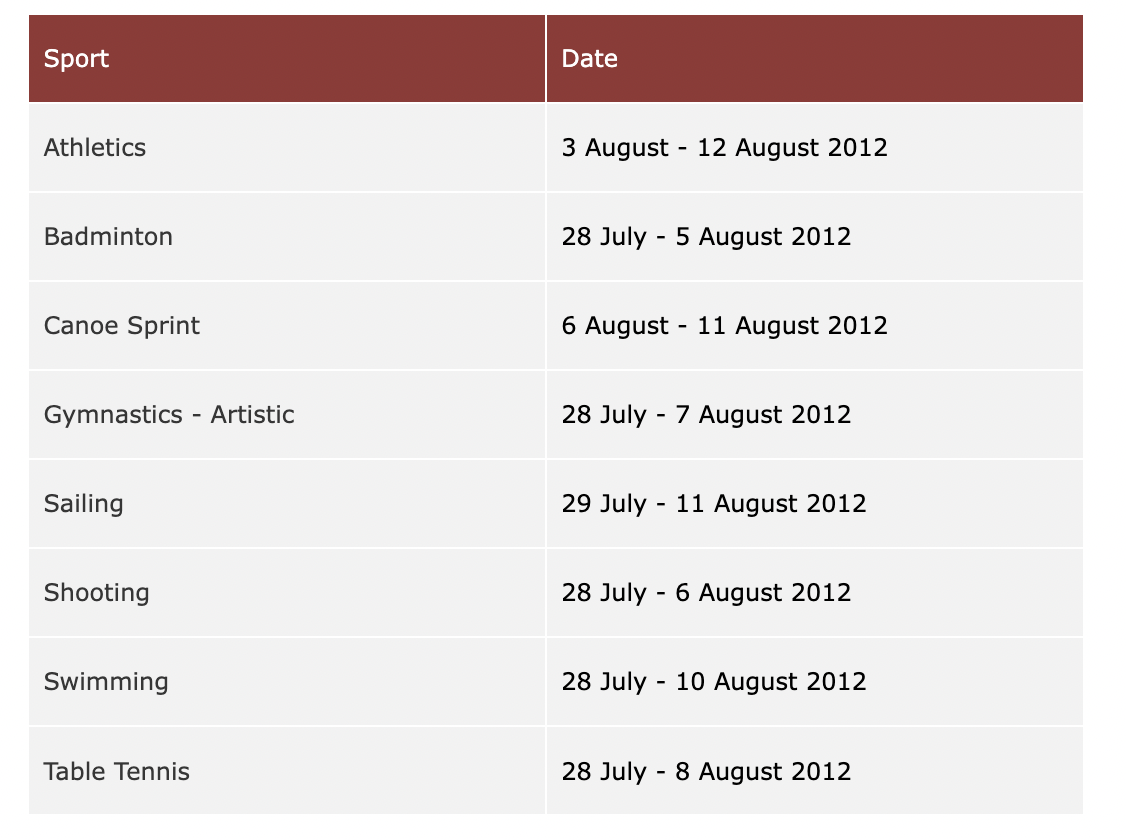 Sport Date
Athletics 3 August - 12 August 2012
Badminton 28 July - 5 August 2012
Canoe Sprint 6 August - 11 August 2012
Gymnastics - Artistic 28 July - 7 August 2012
Sailing 29 July - 11 August 2012
Shooting 28 July - 6 August 2012
Swimming 28 July - 10 August 2012
Table Tennis 28 July - 8 August 2012